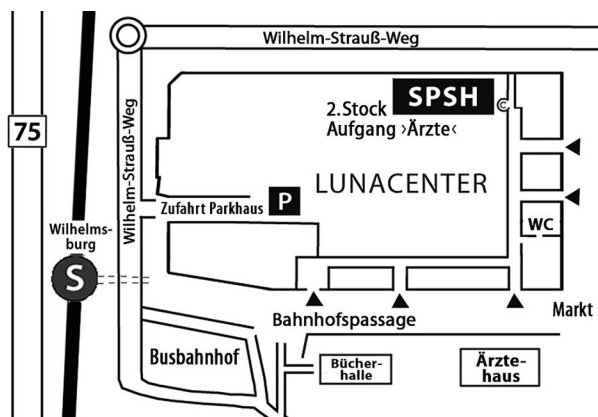 Wilhelm-Strauß-Weg
2.Stock
SPSH
Aufgang ›Ärzte‹
75
Wilhelm-Strauß-Weg
LUNACENTER
Zufahrt Parkhaus
P
WC
Wilhelms-
burg
S
Markt
Bahnhofspassage
Busbahnhof
Bücher-
halle
Ärzte-
haus